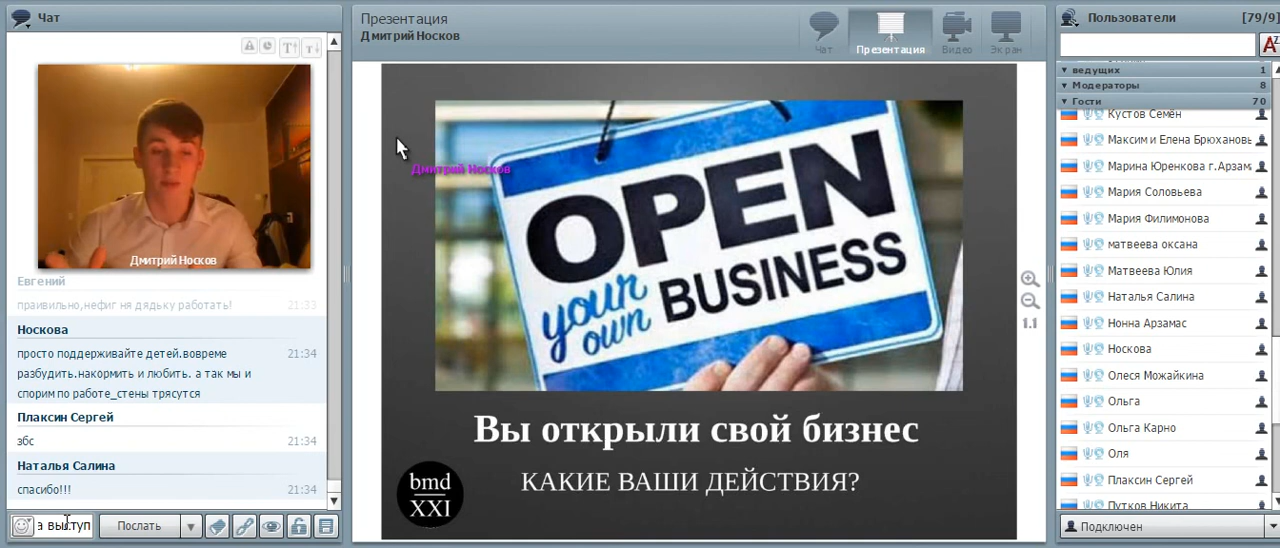 Чат
Дмитрий Носков
Евгений
праивильно,нефиг ня дядьку работать! 21:33
Носкова
просто поддерживайте детей.вовреме 21:34
разбудить.накормить и любить. а так мы и
спорим по работе_стены трясутся
Плаксин Сергей
збс 21:34
Наталья Салина
спасибо!!! 21:34
а выступ
Послать
Презентация
Дмитрий Носков
Чат
Презентация
Видео
Экран
Дмитрий Носков
OPEN
your own
BUSINESS
Вы открыли свой бизнес
КАКИЕ ВАШИ ДЕЙСТВИЯ?
bmd
XXI
1.1
Пользователи [79/9]
ведущих 1
Модераторы 8
Гости 70
Кустов Семён
Максим и Елена Брюхановь
Марина Юренкова г.Арзам
Мария Соловьева
Мария Филимонова
матвеева оксана
Матвеева Юлия
Наталья Салина
Нонна Арзамас
Носкова
Олеся Можайкина
Ольга
Ольга Карно
Оля
Плаксин Сергей
Путков Никита
Подключен